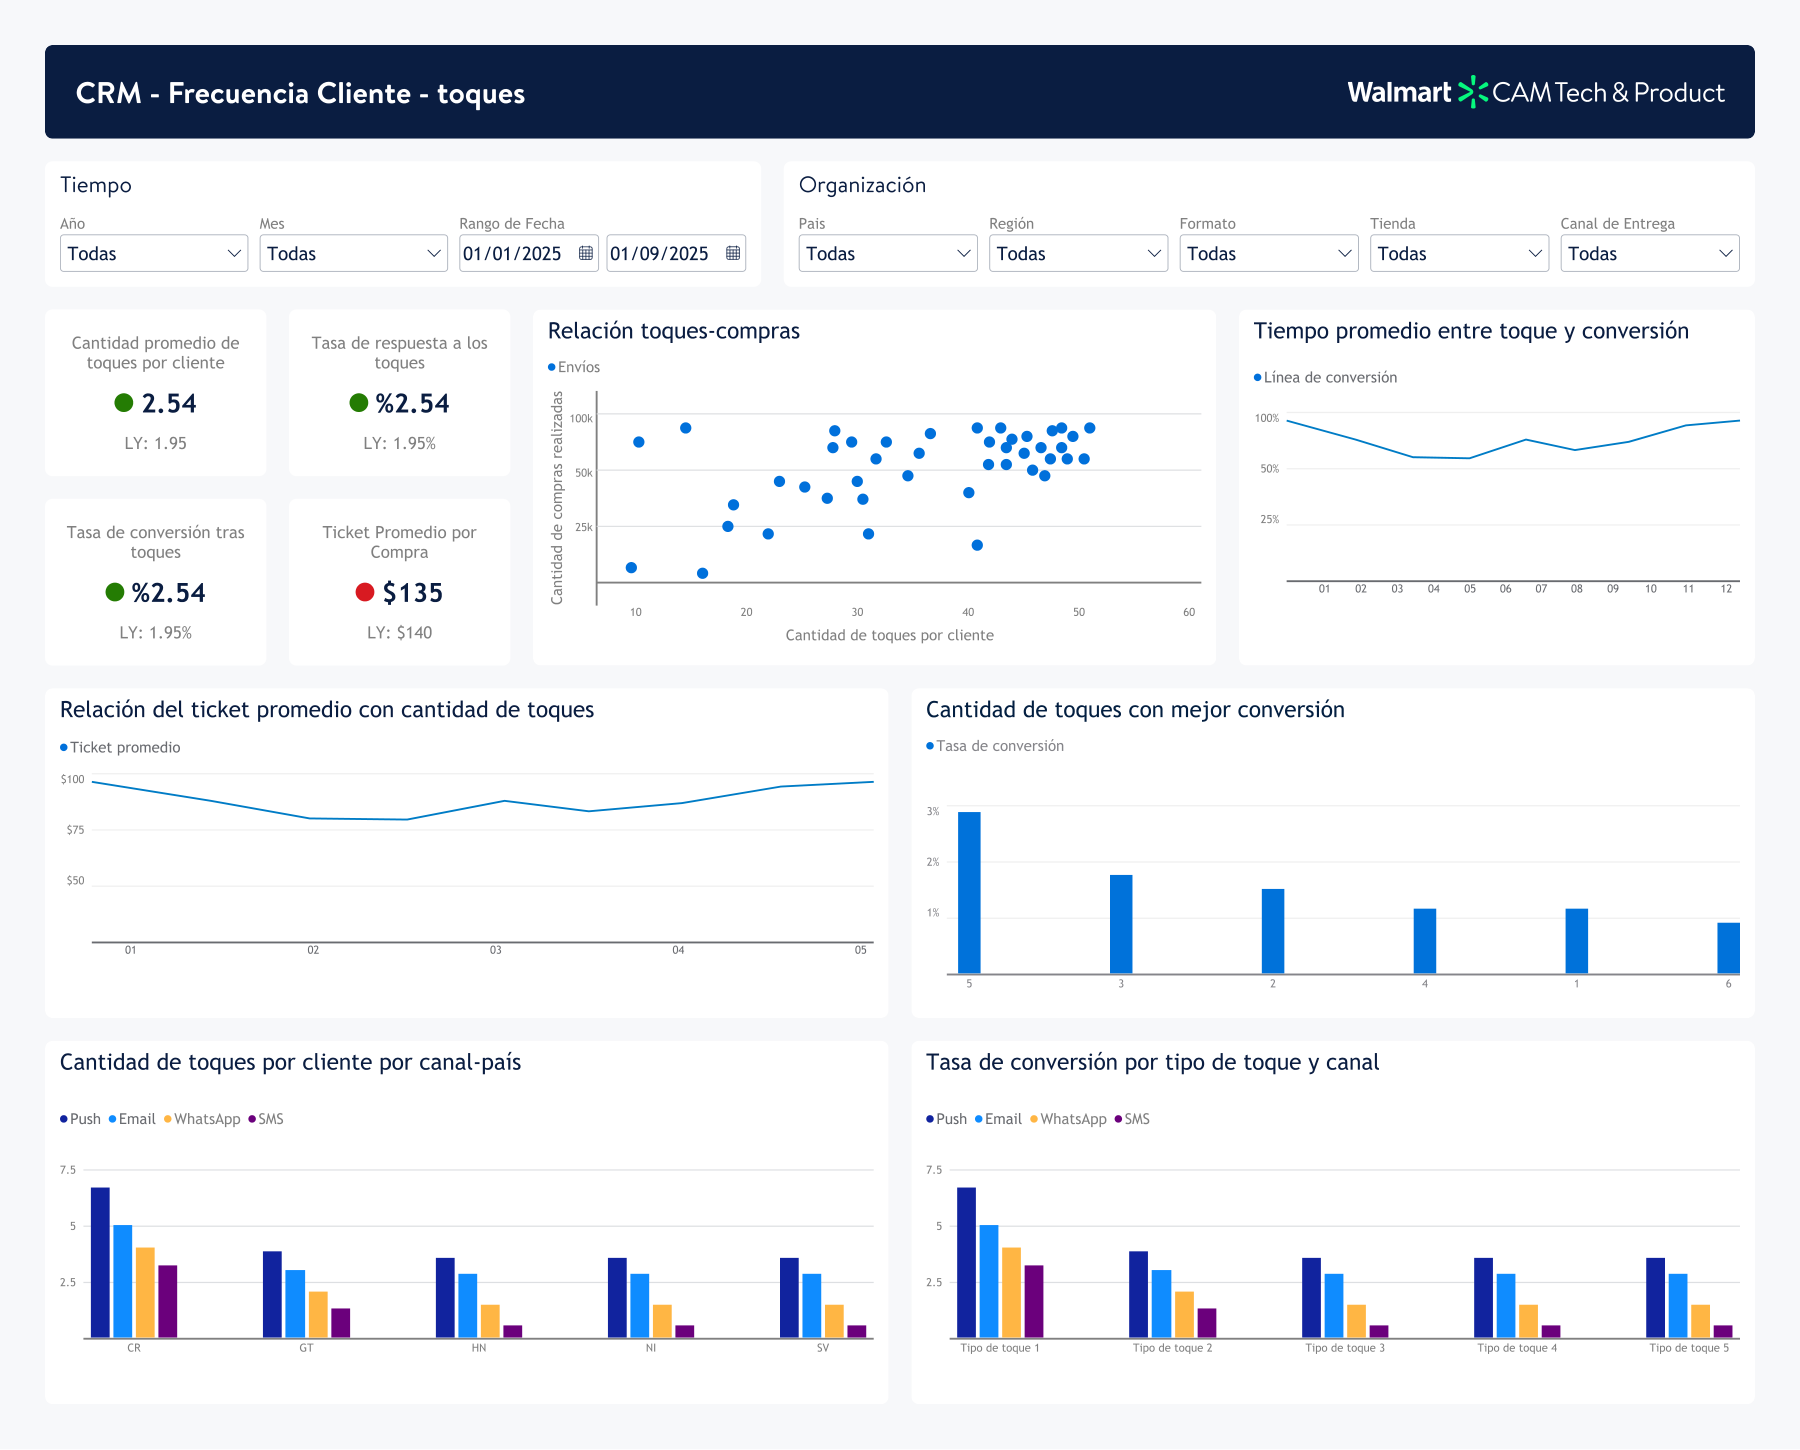 CRM - Frecuencia Cliente - toques
Walmart CAM Tech & Product
Tiempo
Año
Mes
Rango de Fecha
Todas
Todas
01/01/2025
01/09/2025
Organización
Pais
Región
Formato
Tienda
Canal de Entrega
Todas
Todas
Todas
Todas
Todas
Cantidad promedio de
toques por cliente
2.54
LY: 1.95
Tasa de respuesta a los
toques
%2.54
LY: 1.95%
Tasa de conversión tras
toques
%2.54
LY: 1.95%
Ticket Promedio por
Compra
$135
LY: $140
Relación toques-compras
Envíos
Cantidad de compras realizadas
100k
50k
25k
10 20 30 40 50 60
Cantidad de toques por cliente
Tiempo promedio entre toque y conversión
Línea de conversión
100%
50%
25%
01 02 03 04 05 06 07 08 09 10 11 12
Relación del ticket promedio con cantidad de toques
Ticket promedio
$100
$75
$50
01 02 03 04 05
Cantidad de toques con mejor conversión
Tasa de conversión
3%
2%
1%
5 3 2 4 1 6
Cantidad de toques por cliente por canal-país
Push Email WhatsApp SMS
7.5
5
2.5
CR GT HN NI SV
Tasa de conversión por tipo de toque y canal
Push Email WhatsApp SMS
7.5
5
2.5
Tipo de toque 1 Tipo de toque 2 Tipo de toque 3 Tipo de toque 4 Tipo de toque 5